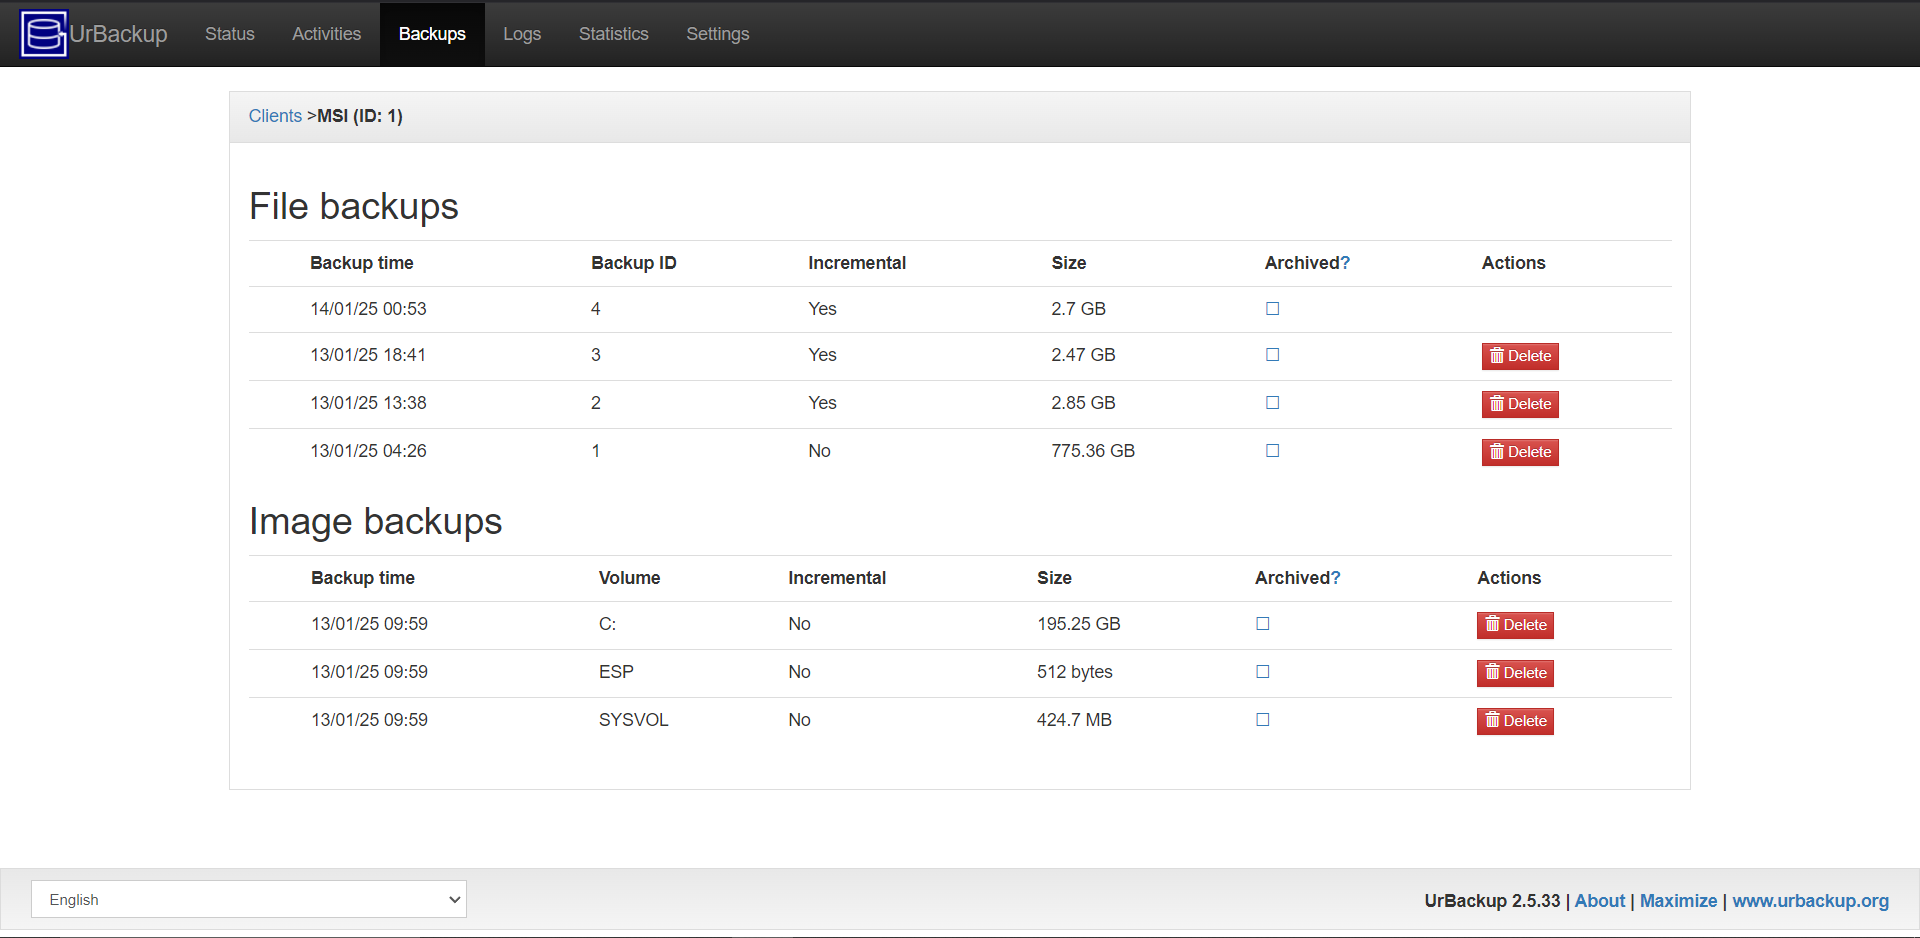 UrBackup Status Activities Backups Logs Statistics Settings
Clients >MSI (ID: 1)
File backups
Backup time Backup ID Incremental Size Archived? Actions
14/01/25 00:53 4 Yes 2.7 GB
13/01/25 18:41 3 Yes 2.47 GB Delete
13/01/25 13:38 2 Yes 2.85 GB Delete
13/01/25 04:26 1 No 775.36 GB Delete
Image backups
Backup time Volume Incremental Size Archived? Actions
13/01/25 09:59 C: No 195.25 GB Delete
13/01/25 09:59 ESP No 512 bytes Delete
13/01/25 09:59 SYSVOL No 424.7 MB Delete
English UrBackup 2.5.33 | About | Maximize | www.urbackup.org